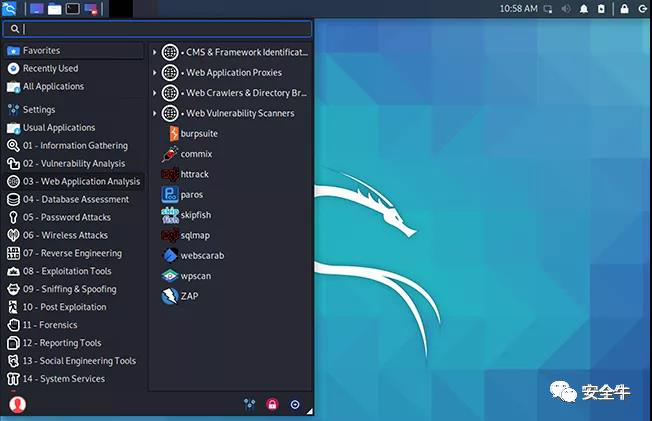 10:58 AM
Favorites
Recently Used
All Applications
Settings
Usual Applications
01 - Information Gathering
02 - Vulnerability Analysis
03 - Web Application Analysis
04 - Database Assessment
05 - Password Attacks
06 - Wireless Attacks
07 - Reverse Engineering
08 - Exploitation Tools
09 - Sniffing & Spoofing
10 - Post Exploitation
11 - Forensics
12 - Reporting Tools
13 - Social Engineering Tools
14 - System Services
• CMS & Framework Identificat...
• Web Application Proxies
• Web Crawlers & Directory Br...
• Web Vulnerability Scanners
burpsuite
commix
httrack
paros
skipfish
sqlmap
webscarab
wpscan
ZAP
skip
fish
安全牛